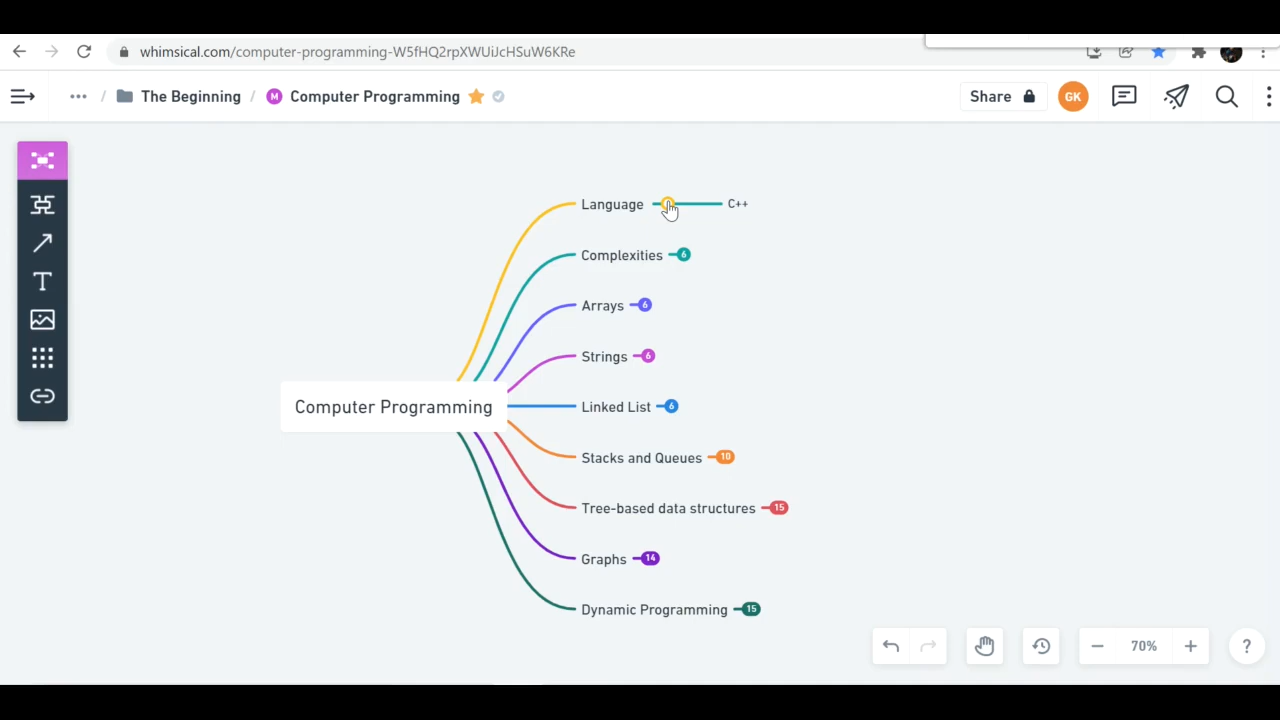 whimsical.com/computer-programming-W5fHQ2rpXWUiJcHSuW6KRe
••• / The Beginning / M Computer Programming
Share GK
Language C++
Complexities 6
Arrays 6
Strings 6
Computer Programming
Linked List 6
Stacks and Queues 10
Tree-based data structures 15
Graphs 14
Dynamic Programming 15
70% ?